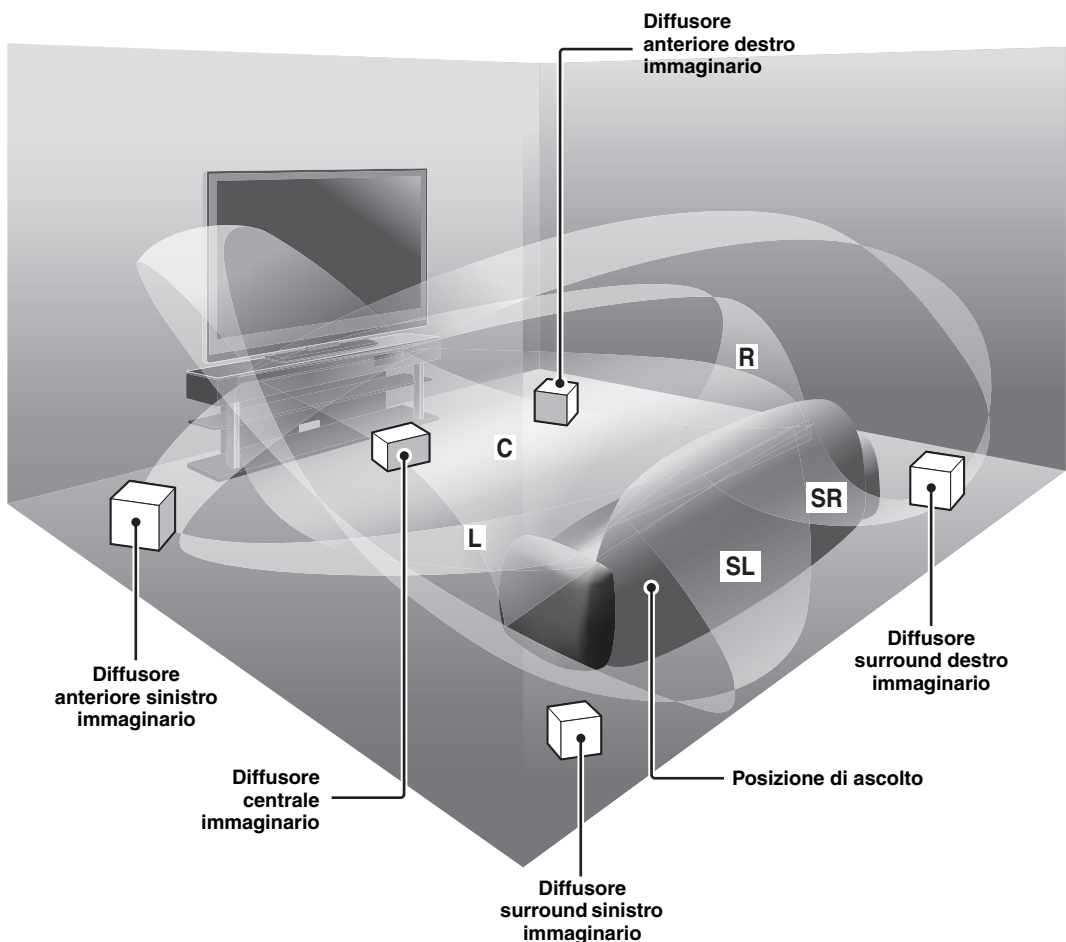 Diffusore
anteriore destro
immaginario
R
C
SR
L
SL
Diffusore
surround destro
immaginario
Diffusore
anteriore sinistro
immaginario
Diffusore
centrale
immaginario
Posizione di ascolto
Diffusore
surround sinistro
immaginario